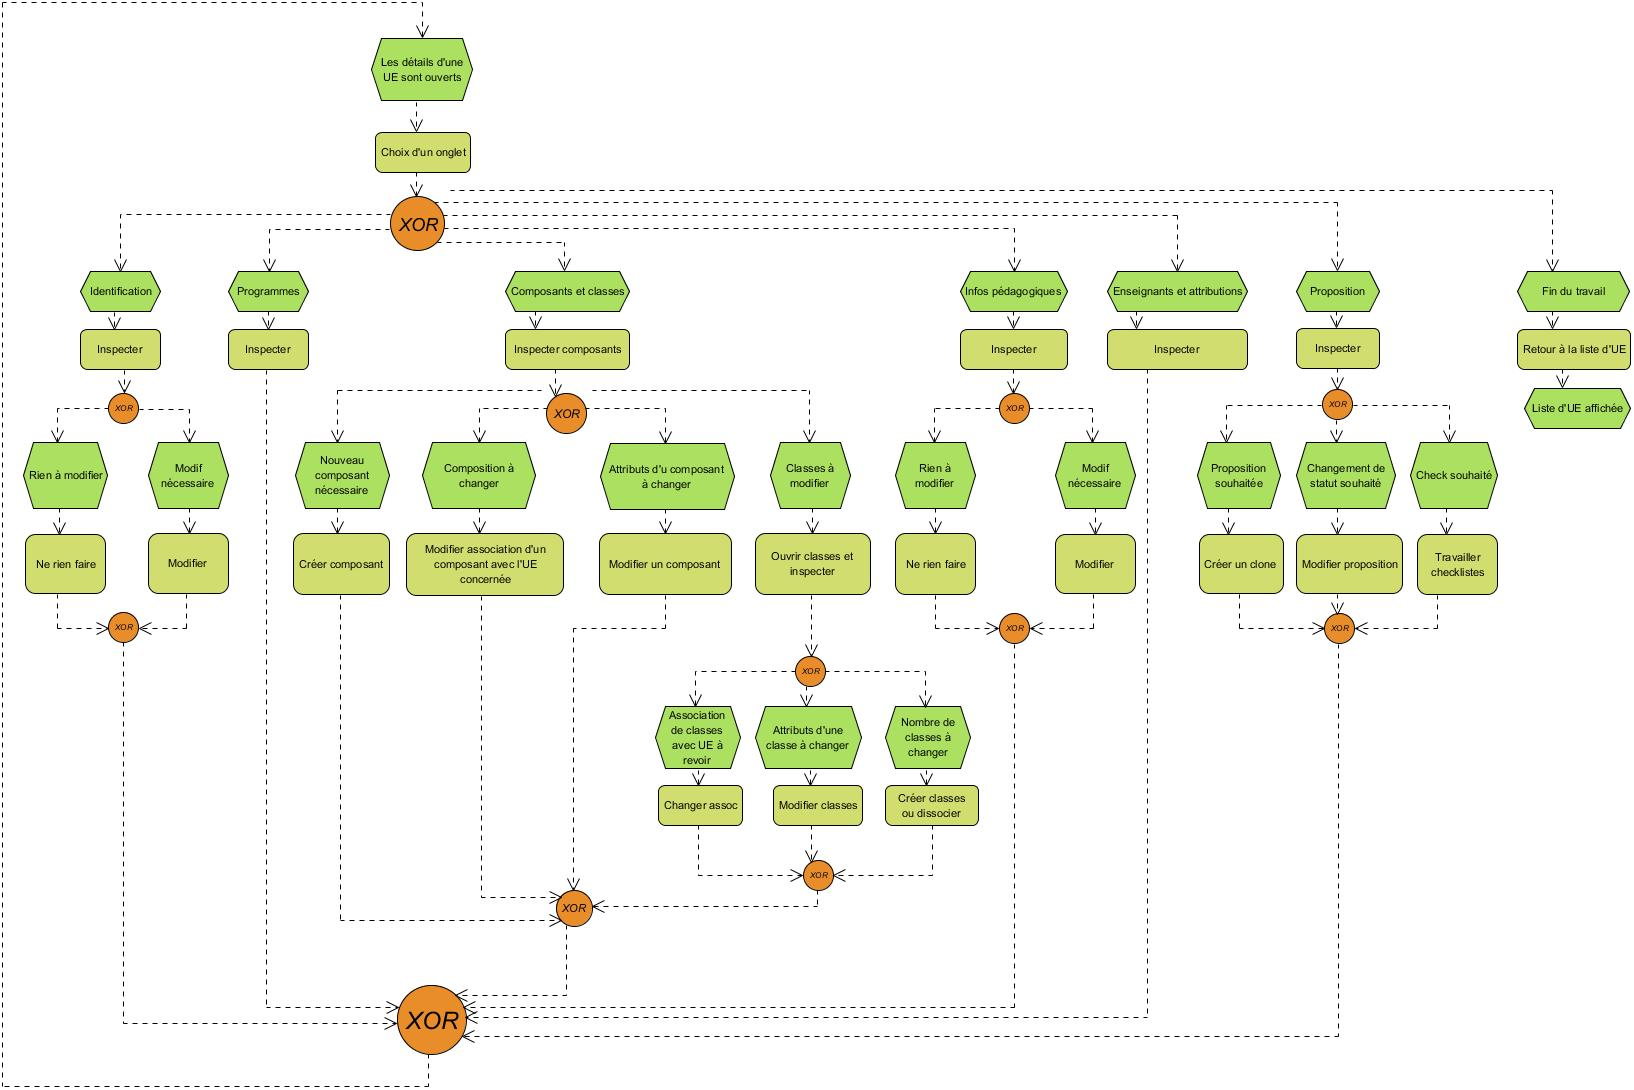 Les détails d'une
UE sont ouverts
Choix d'un onglet
XOR
Identification
Programmes
Composants et classes
Infos pédagogiques
Enseignants et attributions
Proposition
Fin du travail
Inspecter
Inspecter
Inspecter composants
Inspecter
Inspecter
Inspecter
Retour à la liste d'UE
XOR
XOR
XOR
XOR
Liste d'UE affichée
Rien à modifier
Modif
nécessaire
Nouveau
composant
nécessaire
Composition à
changer
Attributs d'u composant
à changer
Classes à
modifier
Rien à
modifier
Modif
nécessaire
Proposition
souhaitée
Changement de
statut souhaité
Check souhaité
Ne rien faire
Modifier
Créer composant
Modifier association d'un
composant avec l'UE
concernée
Modifier un composant
Ouvrir classes et
inspecter
Ne rien faire
Modifier
Créer un clone
Modifier proposition
Travailler
checklistes
XOR
XOR
XOR
XOR
Association
de classes
avec UE à
revoir
Attributs d'une
classe à changer
Nombre de
classes à
changer
Changer assoc
Modifier classes
Créer classes
ou dissocier
XOR
XOR
XOR